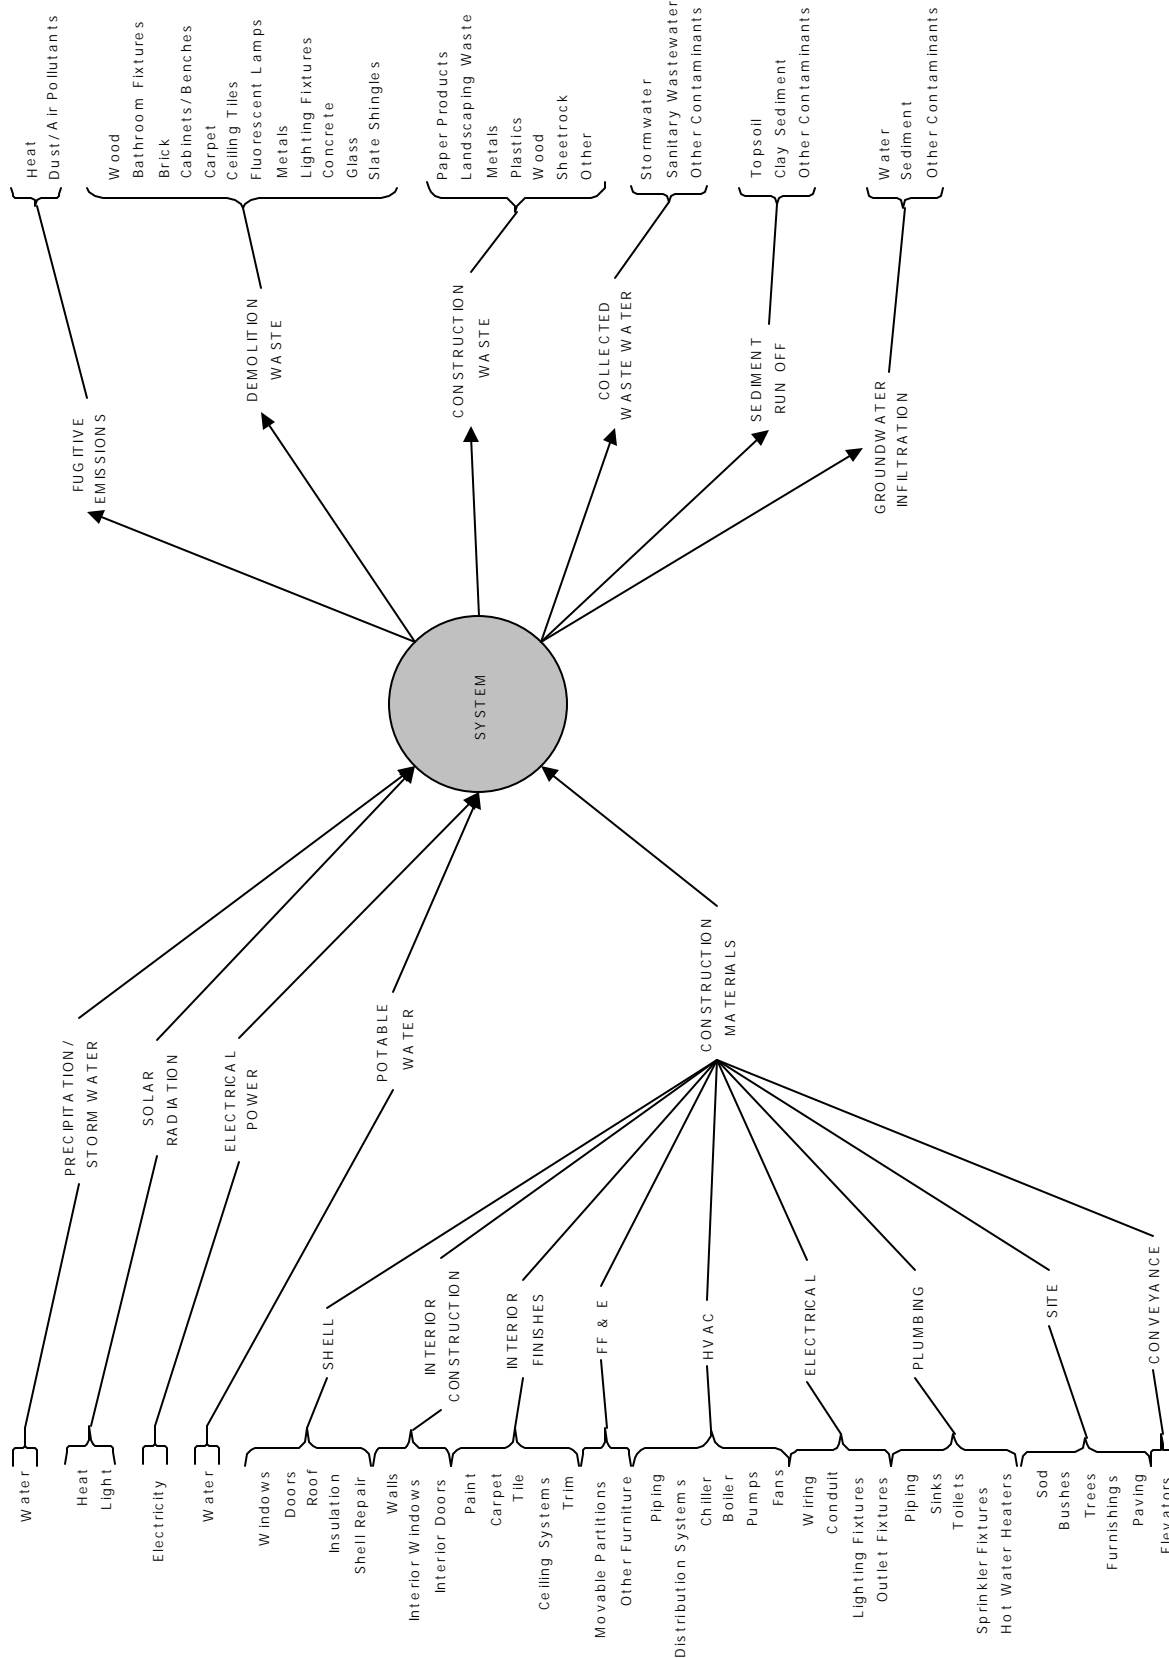 Water
Heat
Light
Electricity
Water
Windows
Doors
Roof
Insulation
Shell Repair
Walls
Interior Windows
Interior Doors
Paint
Carpet
Tile
Ceiling Systems
Trim
Movable Partitions
Other Furniture
Piping
Distribution Systems
Chiller
Boiler
Pumps
Fans
Wiring
Conduit
Lighting Fixtures
Outlet Fixtures
Piping
Sinks
Toilets
Sprinkler Fixtures
Hot Water Heaters
Sod
Bushes
Trees
Furnishings
Paving
Elevators
PRECIPITATION/
STORM WATER
SOLAR
RADIATION
ELECTRICAL
POWER
POTABLE
WATER
SHELL
INTERIOR
CONSTRUCTION
INTERIOR
FINISHES
FF & E
HVAC
ELECTRICAL
PLUMBING
SITE
CONVEYANCE
CONSTRUCTION
MATERIALS
SYSTEM
FUGITIVE
EMISSIONS
DEMOLITION
WASTE
CONSTRUCTION
WASTE
COLLECTED
WASTE WATER
SEDIMENT
RUN OFF
GROUNDWATER
INFILTRATION
Heat
Dust/Air Pollutants
Wood
Bathroom Fixtures
Brick
Cabinets/Benches
Carpet
Ceiling Tiles
Fluorescent Lamps
Metals
Lighting Fixtures
Concrete
Glass
Slate Shingles
Paper Products
Landscaping Waste
Metals
Plastics
Wood
Sheetrock
Other
Stormwater
Sanitary Wastewater
Other Contaminants
Topsoil
Clay Sediment
Other Contaminants
Water
Sediment
Other Contaminants